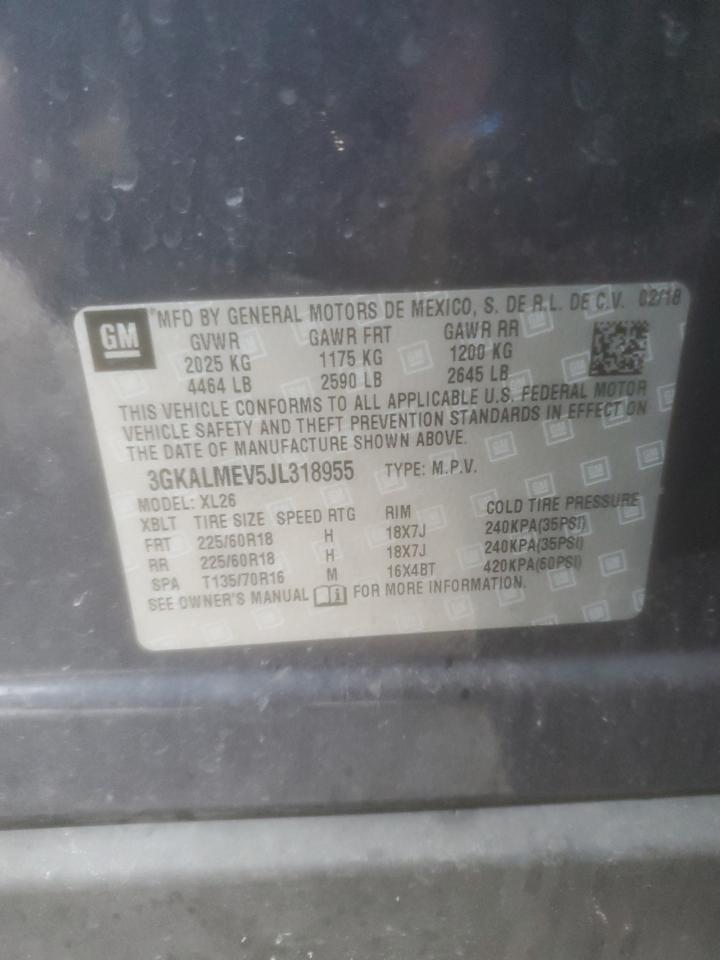 GM
®MFD BY GENERAL MOTORS DE MEXICO, S. DE R.L. DE C.V. 02/18
GVWR GAWR FRT GAWR RR
2025 KG 1175 KG 1200 KG
4464 LB 2590 LB 2645 LB
THIS VEHICLE CONFORMS TO ALL APPLICABLE U.S. FEDERAL MOTOR
VEHICLE SAFETY AND THEFT PREVENTION STANDARDS IN EFFECT ON
THE DATE OF MANUFACTURE SHOWN ABOVE.
3GKALMEV5JL318955 TYPE: M.P.V.
MODEL: XL26
XBLT TIRE SIZE SPEED RTG RIM COLD TIRE PRESSURE
FRT 225/60R18 H 18X7J 240KPA(35PSI)
RR 225/60R18 H 18X7J 240KPA(35PSI)
SPA T135/70R16 M 16X4BT 420KPA(60PSI)
SEE OWNER'S MANUAL FOR MORE INFORMATION.